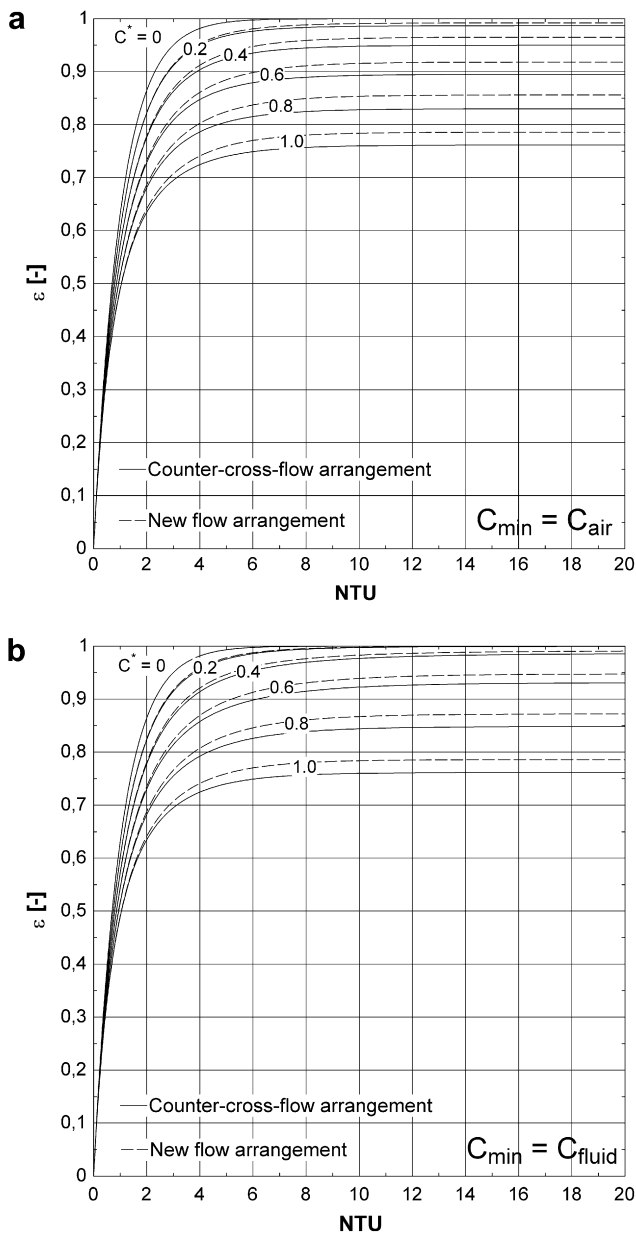 a
C* = 0
0.2
0.4
0.6
0.8
1.0
1
0,9
0,8
0,7
0,6
0,5
0,4
0,3
0,2
0,1
0
ε [-]
Counter-cross-flow arrangement
New flow arrangement
Cmin = Cair
0 2 4 6 8 10 12 14 16 18 20
NTU
b
C* = 0
0.2
0.4
0.6
0.8
1.0
1
0,9
0,8
0,7
0,6
0,5
0,4
0,3
0,2
0,1
0
ε [-]
Counter-cross-flow arrangement
New flow arrangement
Cmin = Cfluid
0 2 4 6 8 10 12 14 16 18 20
NTU